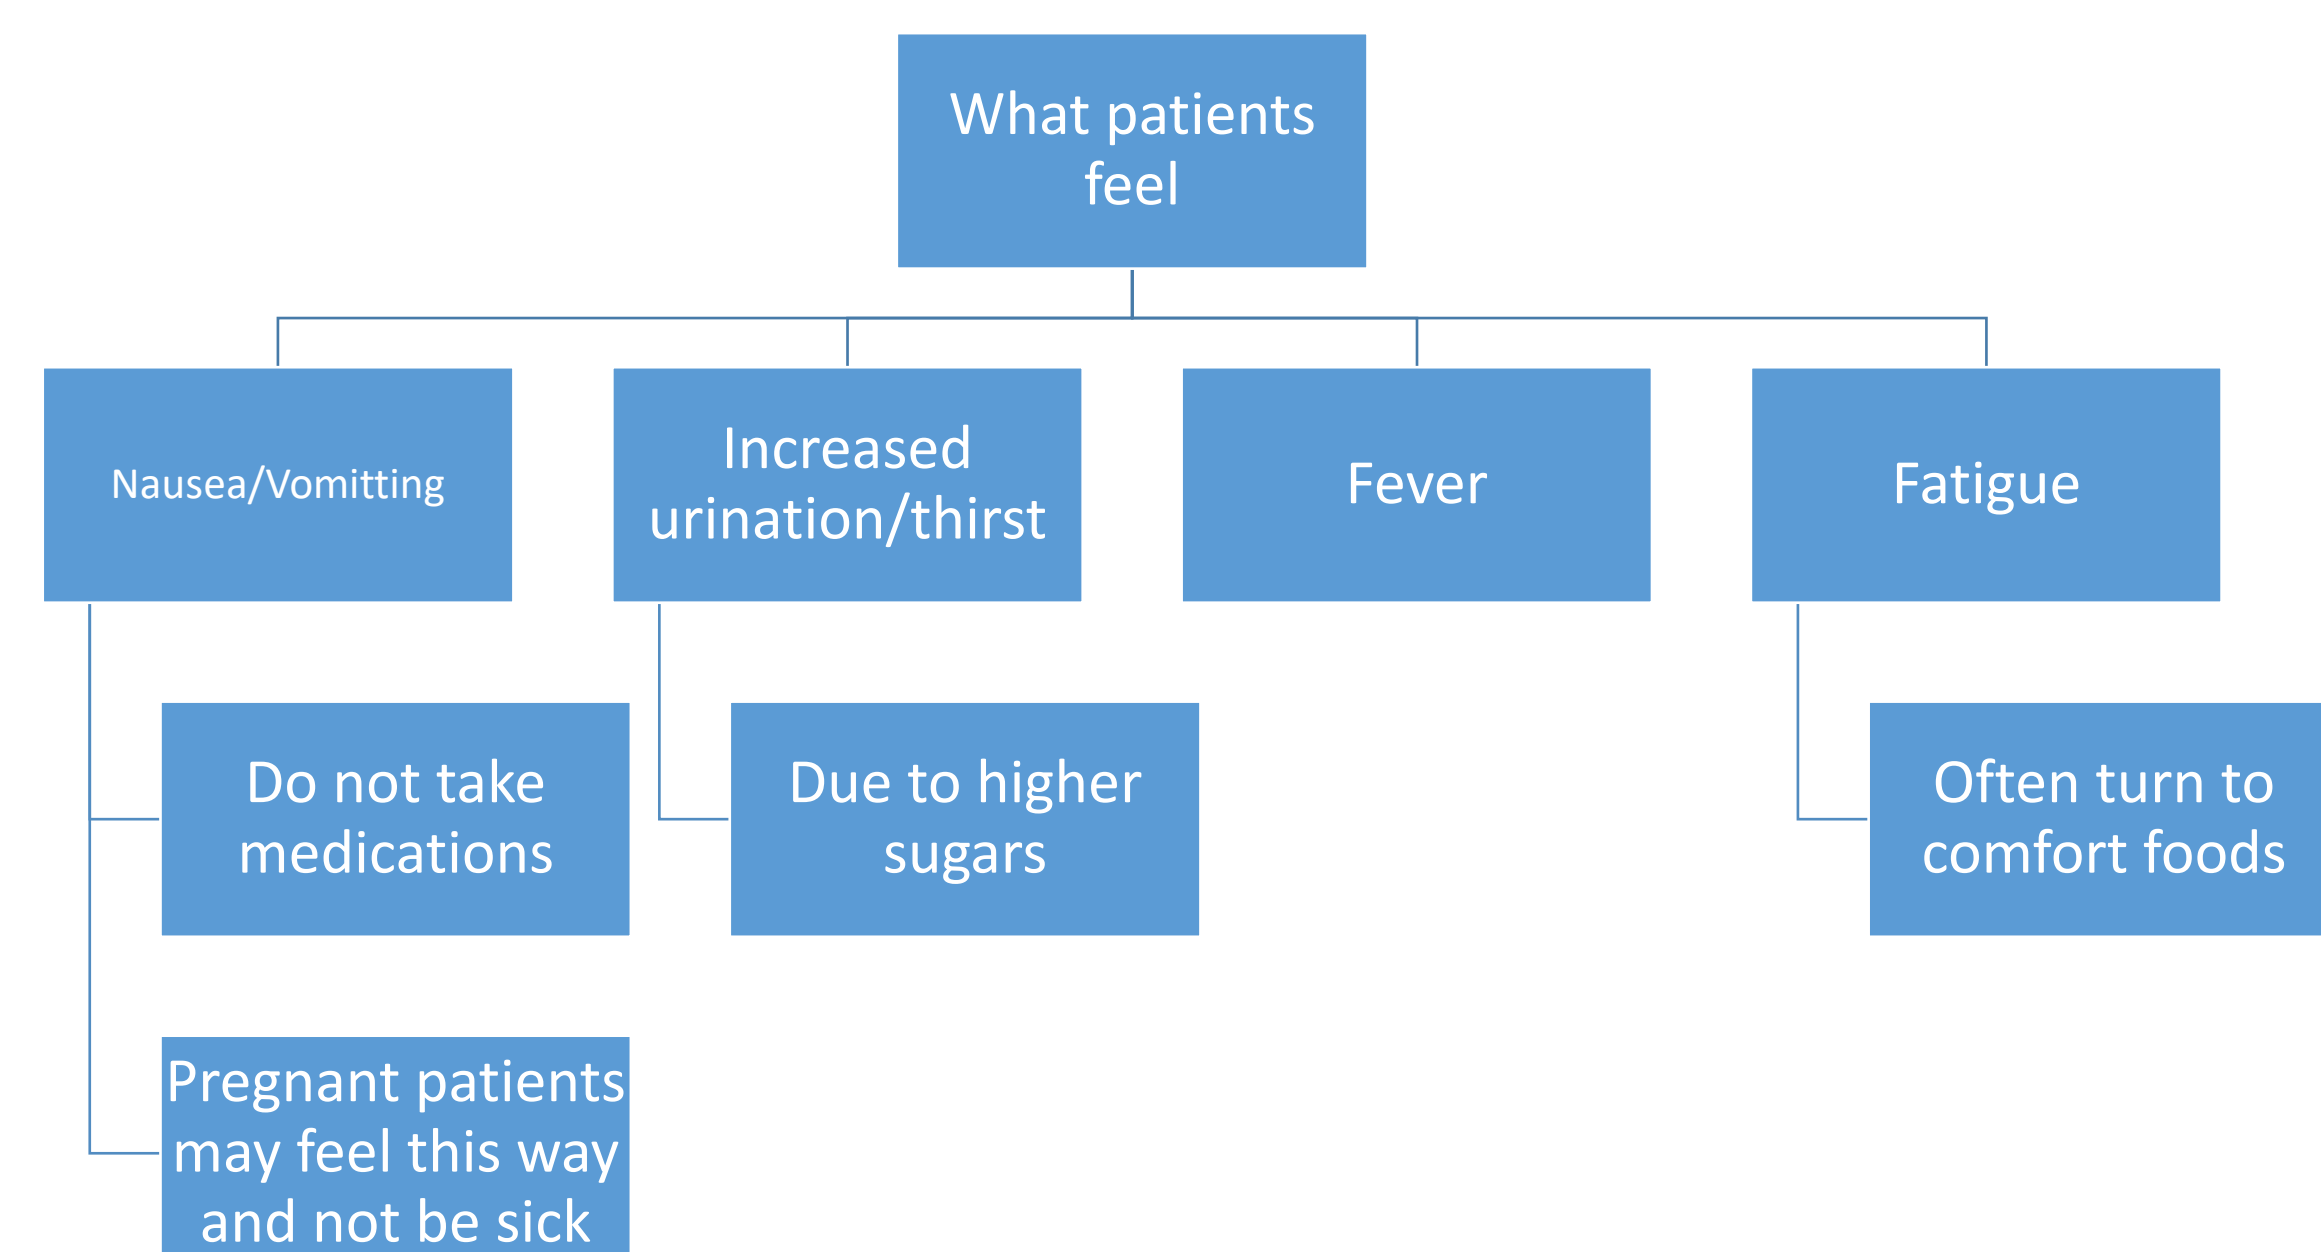 What patients
feel
Nausea/Vomitting
Increased
urination/thirst
Fever
Fatigue
Do not take
medications
Due to higher
sugars
Often turn to
comfort foods
Pregnant patients
may feel this way
and not be sick